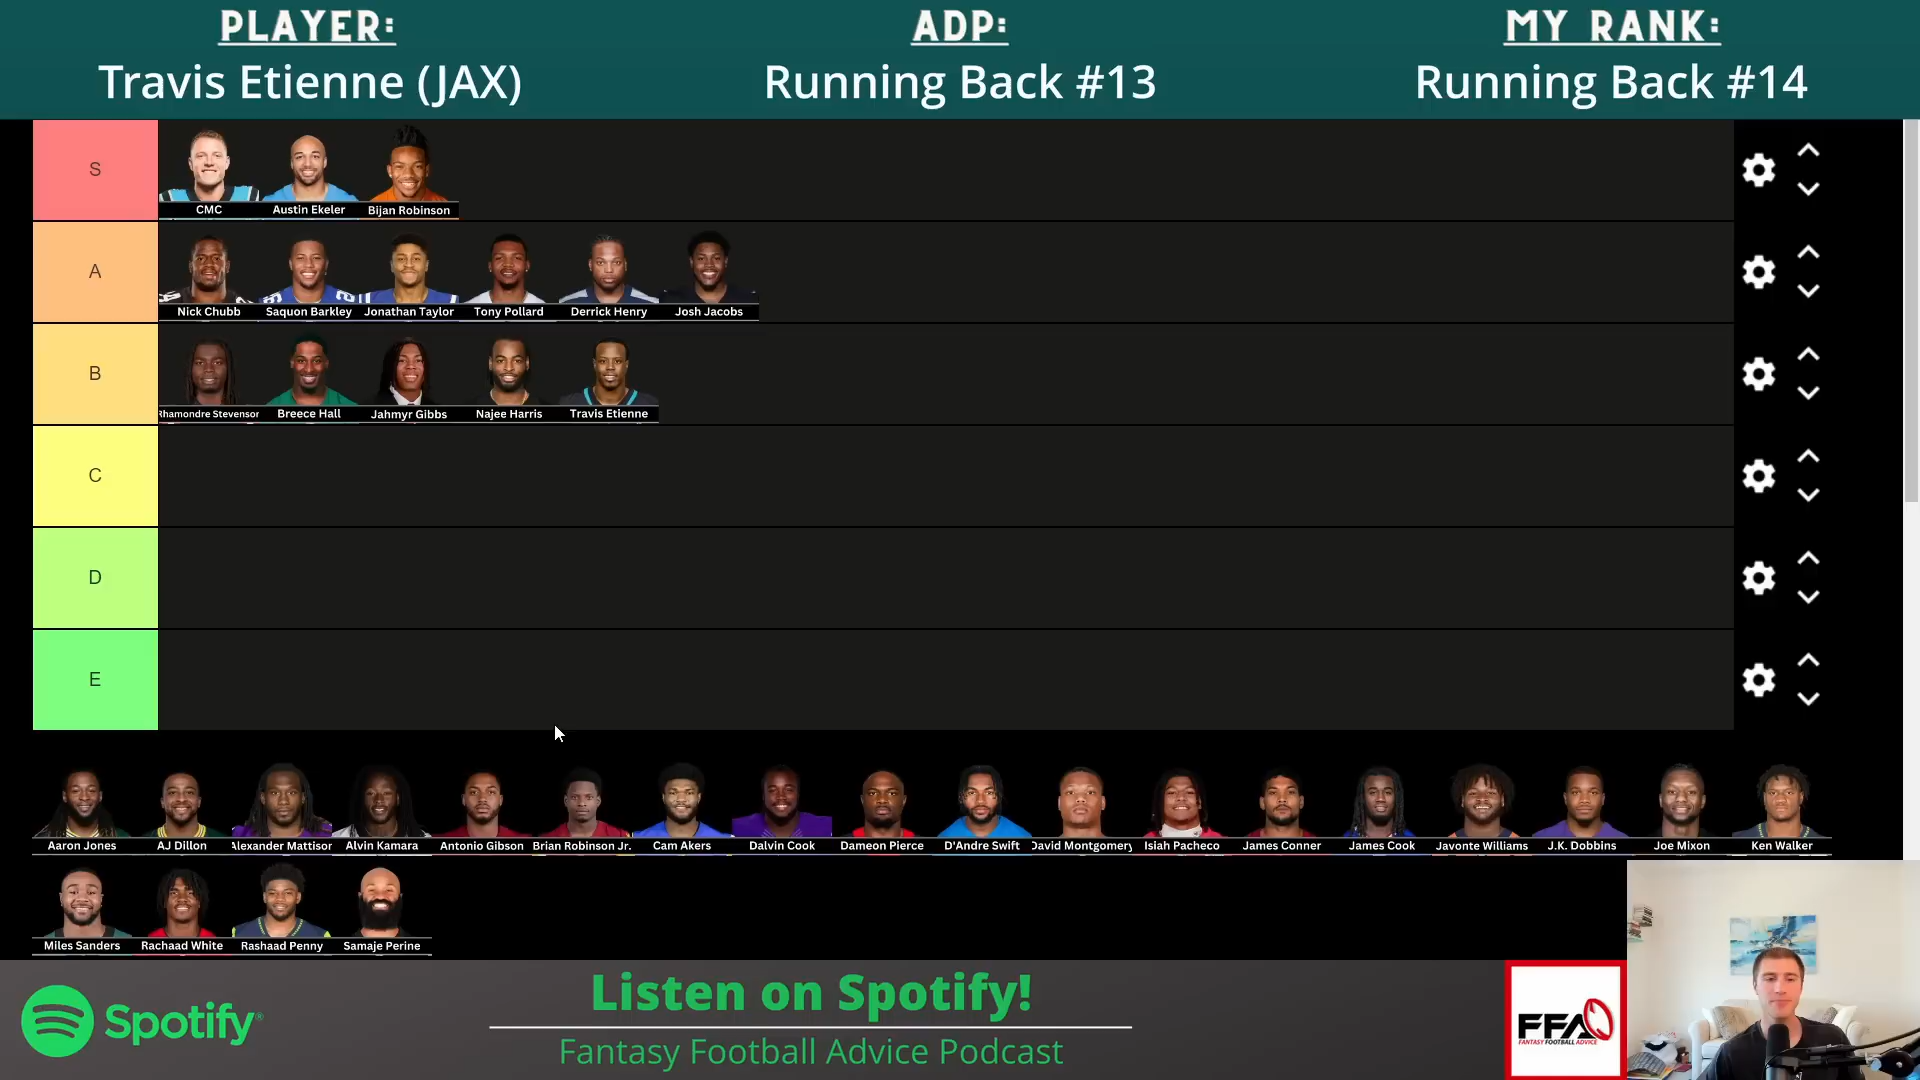 PLAYER:
Travis Etienne (JAX)
ADP:
Running Back #13
MY RANK:
Running Back #14
S
CMC
Austin Ekeler
Bijan Robinson
A
Nick Chubb
Saquon Barkley
Jonathan Taylor
Tony Pollard
Derrick Henry
Josh Jacobs
B
Rhamondre Stevenson
Breece Hall
Jahmyr Gibbs
Najee Harris
Travis Etienne
C
D
E
Aaron Jones
AJ Dillon
Alexander Mattison
Alvin Kamara
Antonio Gibson
Brian Robinson Jr.
Cam Akers
Dalvin Cook
Dameon Pierce
D'Andre Swift
David Montgomery
Isiah Pacheco
James Conner
James Cook
Javonte Williams
J.K. Dobbins
Joe Mixon
Ken Walker
Miles Sanders
Rachaad White
Rashaad Penny
Samaje Perine
Spotify
Listen on Spotify!
Fantasy Football Advice Podcast
FFA
FANTASY FOOTBALL ADVICE